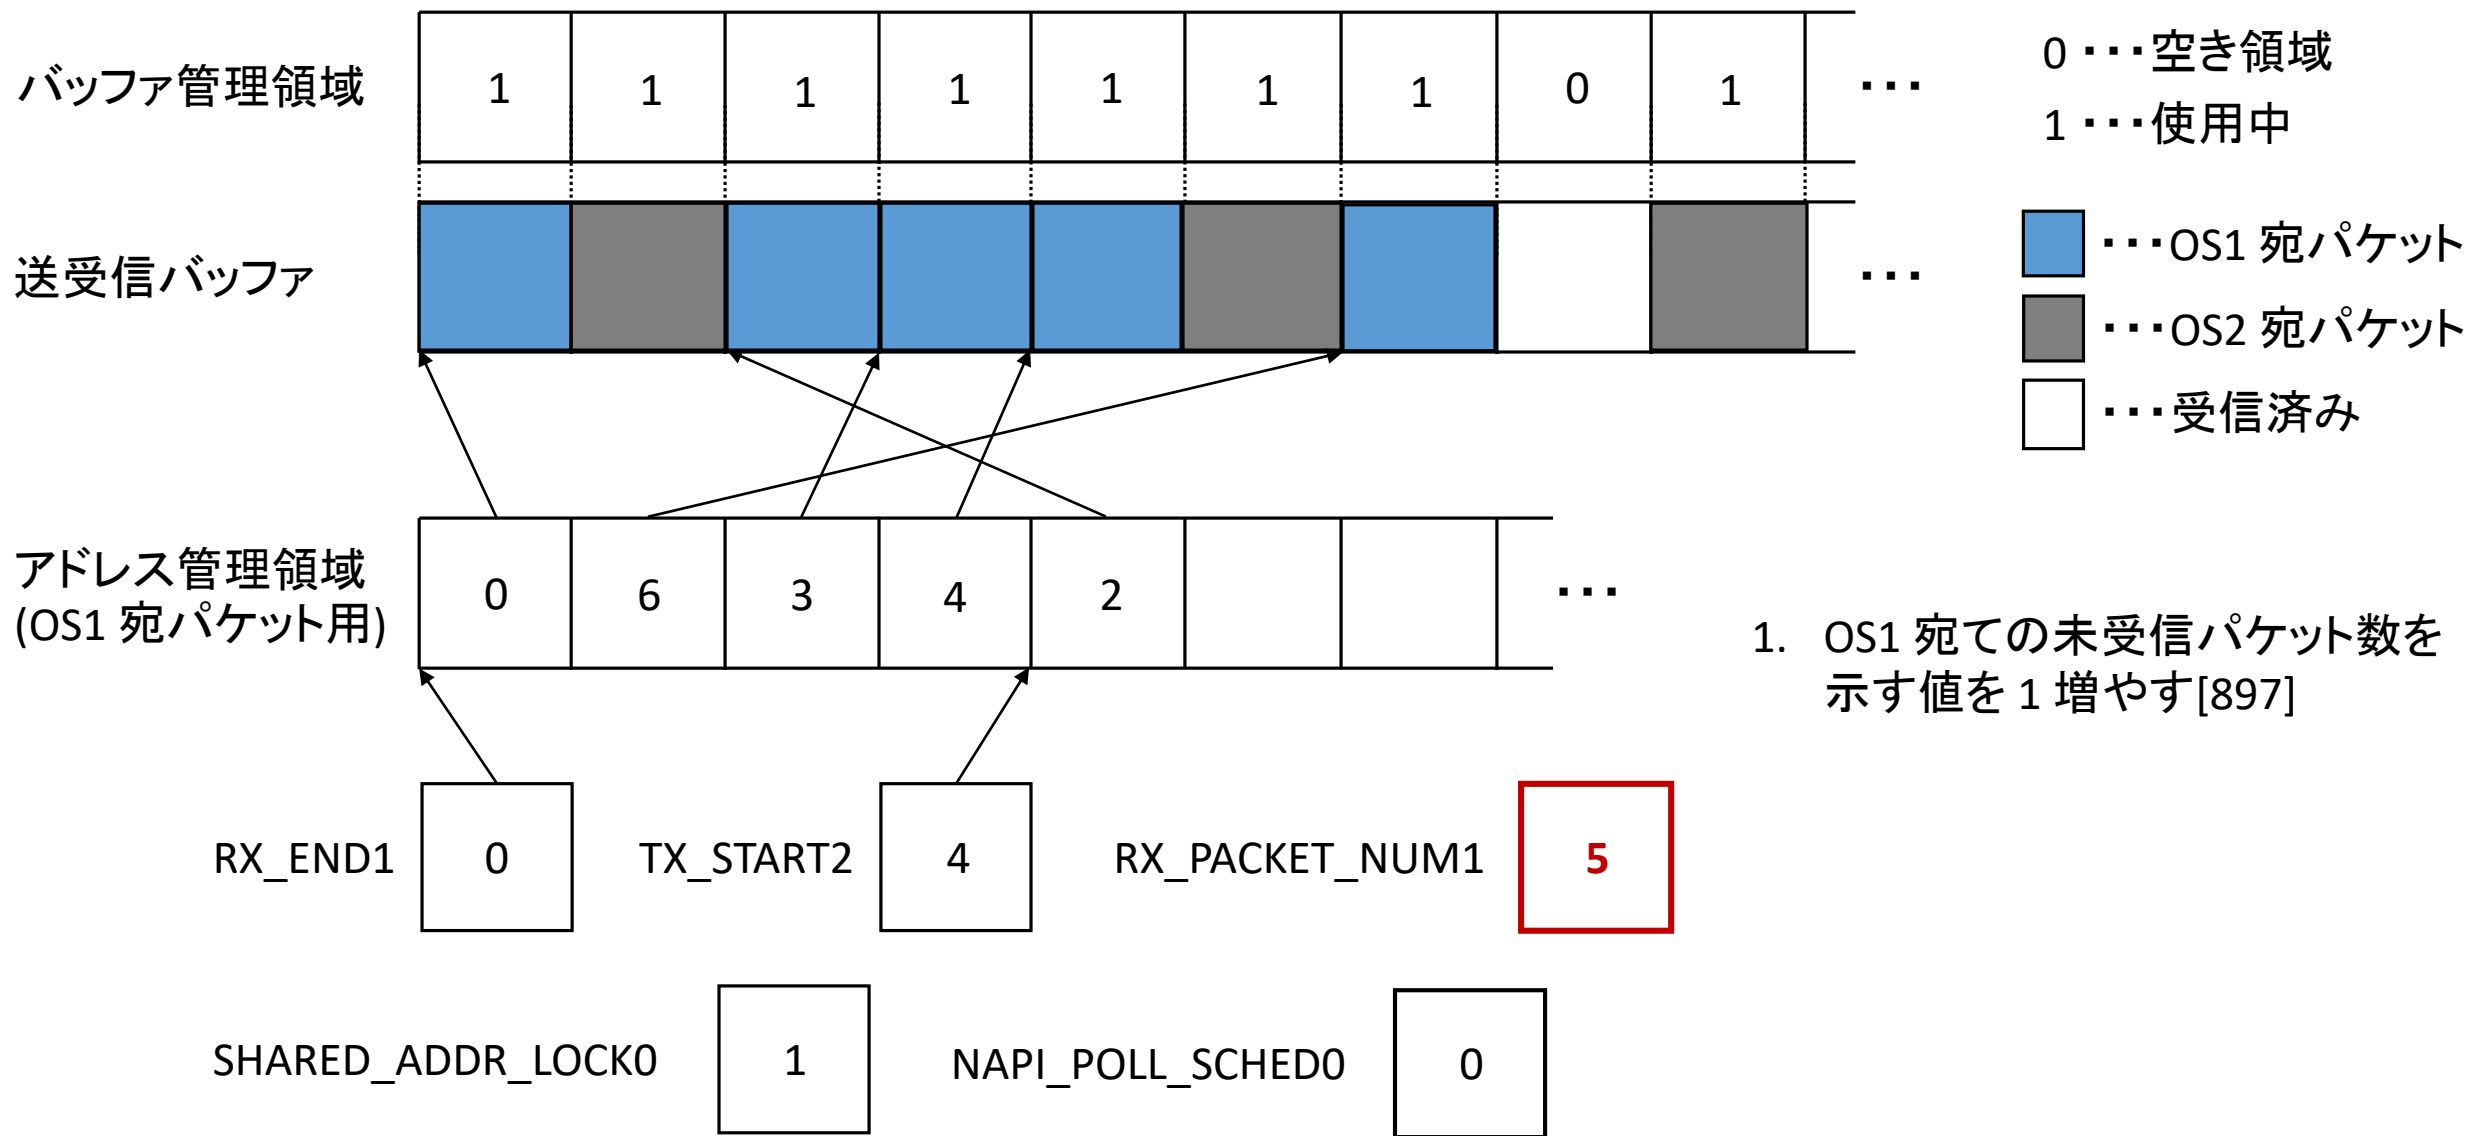 バッファ管理領域 1 1 1 1 1 1 1 0 1 ・・・
0 ・・・空き領域
1 ・・・使用中
送受信バッファ ・・・
・・・OS1 宛パケット
・・・OS2 宛パケット
・・・受信済み
アドレス管理領域
(OS1 宛パケット用)
0 6 3 4 2 ・・・
1. OS1 宛ての未受信パケット数を
示す値を 1 増やす[897]
RX_END1 0 TX_START2 4 RX_PACKET_NUM1 5
SHARED_ADDR_LOCK0 1 NAPI_POLL_SCHED0 0